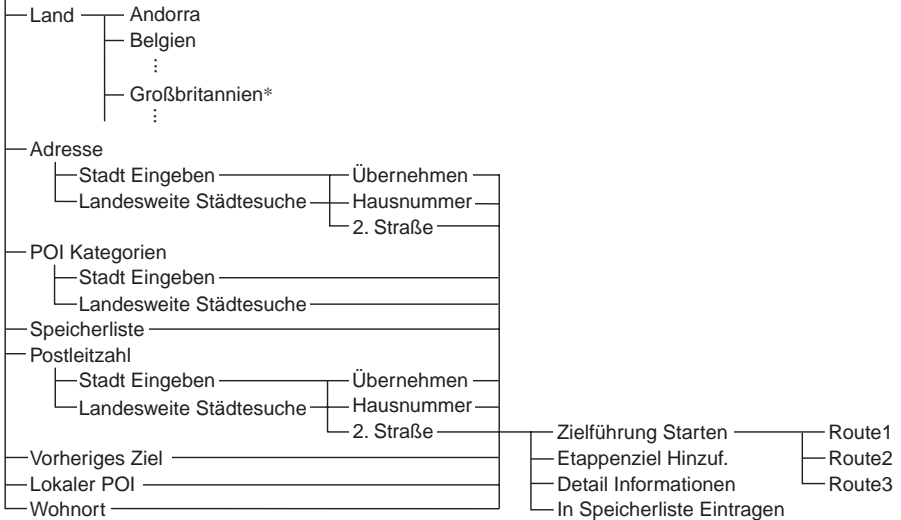 Land Andorra
Belgien
⋮
Großbritannien*
⋮
Adresse
Stadt Eingeben Übernehmen
Landesweite Städtesuche Hausnummer
2. Straße
POI Kategorien
Stadt Eingeben
Landesweite Städtesuche
Speicherliste
Postleitzahl
Stadt Eingeben Übernehmen
Landesweite Städtesuche Hausnummer
2. Straße Zielführung Starten Route1
Vorheriges Ziel Etappenziel Hinzuf. Route2
Lokaler POI Detail Informationen Route3
Wohnort In Speicherliste Eintragen